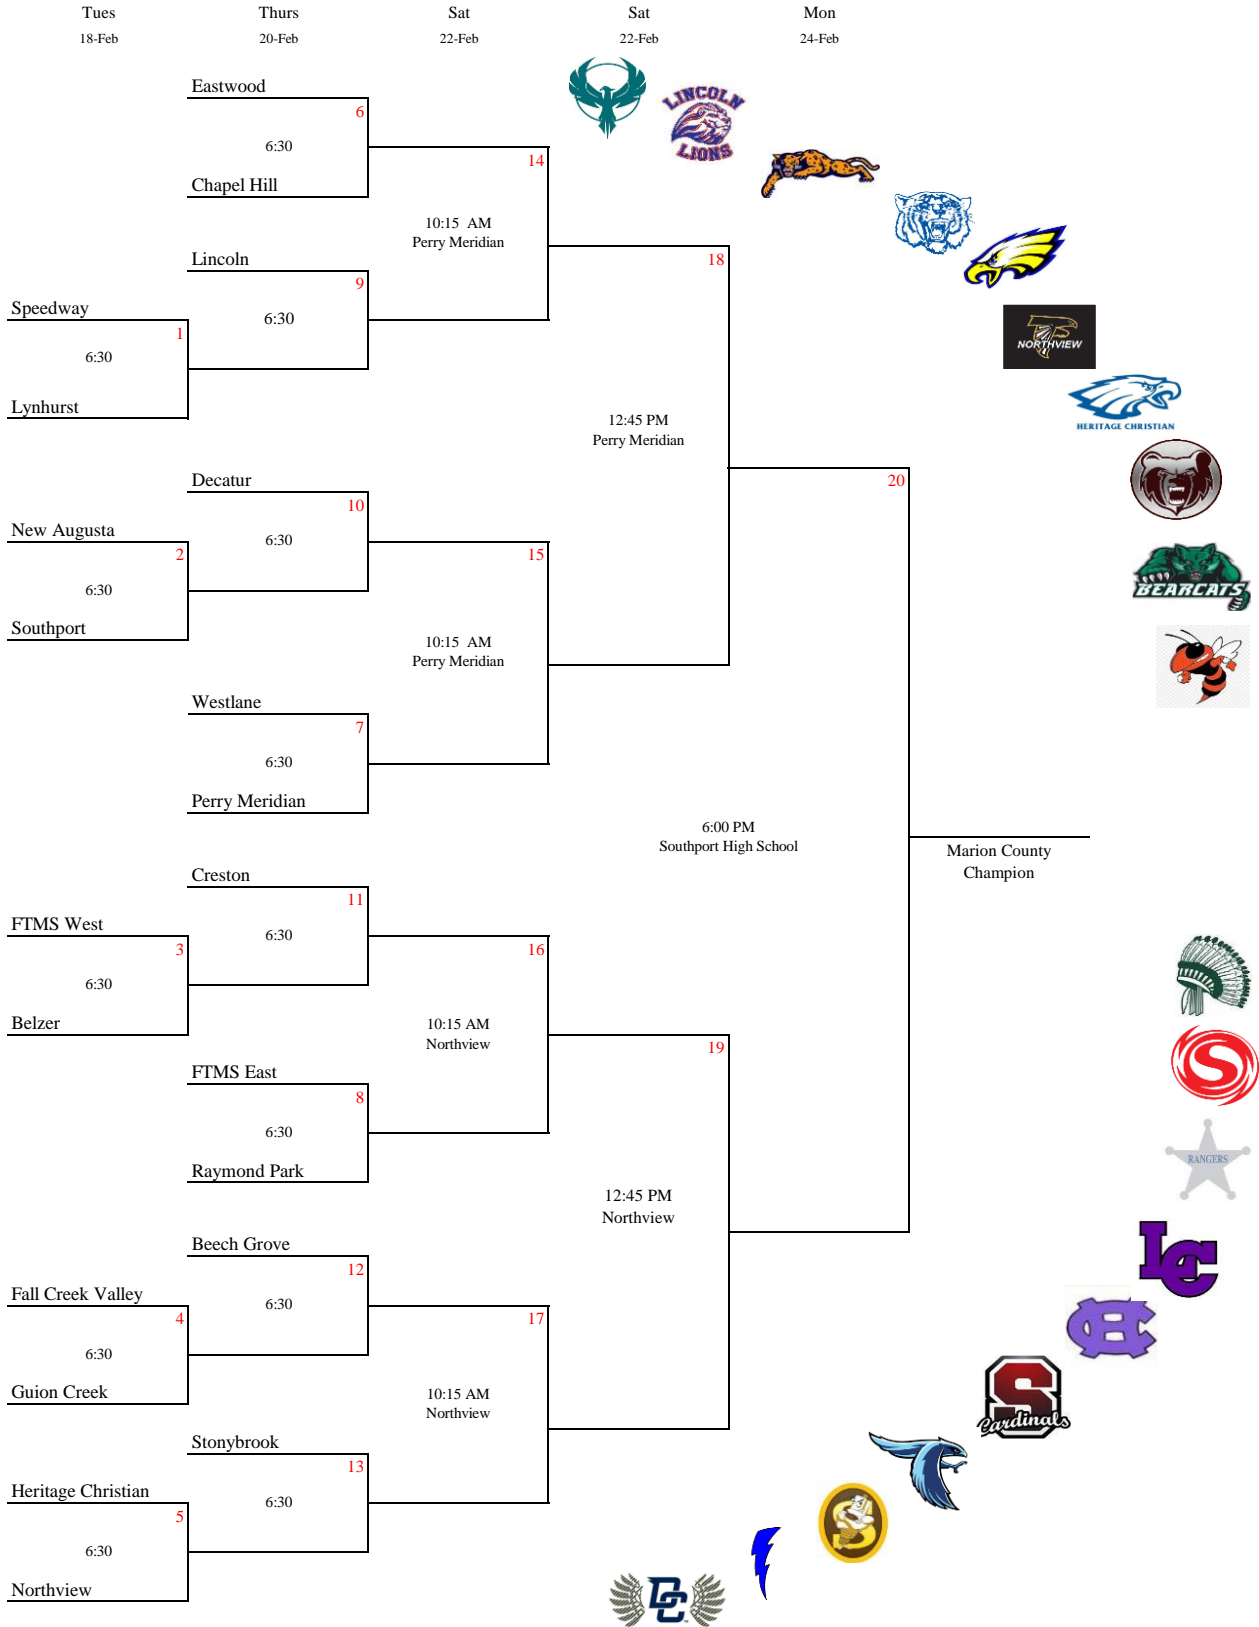 Tues Thurs Sat Sat Mon
18-Feb 20-Feb 22-Feb 22-Feb 24-Feb
Eastwood
6
6:30
14
Chapel Hill
10:15 AM
Perry Meridian
LINCOLN
LIONS
Lincoln
18
9
Speedway
6:30
1
6:30
Lynhurst
NORTHVIEW
HERITAGE CHRISTIAN
12:45 PM
Perry Meridian
Decatur
20
10
New Augusta
6:30
2
15
6:30
Southport
10:15 AM
Perry Meridian
BEARCATS
Westlane
7
6:30
Perry Meridian
6:00 PM
Southport High School
Marion County
Champion
Creston
11
FTMS West
6:30
3
16
6:30
Belzer
10:15 AM
Northview
19
FTMS East
8
6:30
Raymond Park
S
RANGERS
12:45 PM
Northview
Beech Grove
12
Fall Creek Valley
6:30
4
17
6:30
Guion Creek
10:15 AM
Northview
LC
HC
S
Cardinals
Stonybrook
13
Heritage Christian
6:30
5
6:30
Northview
S
DC